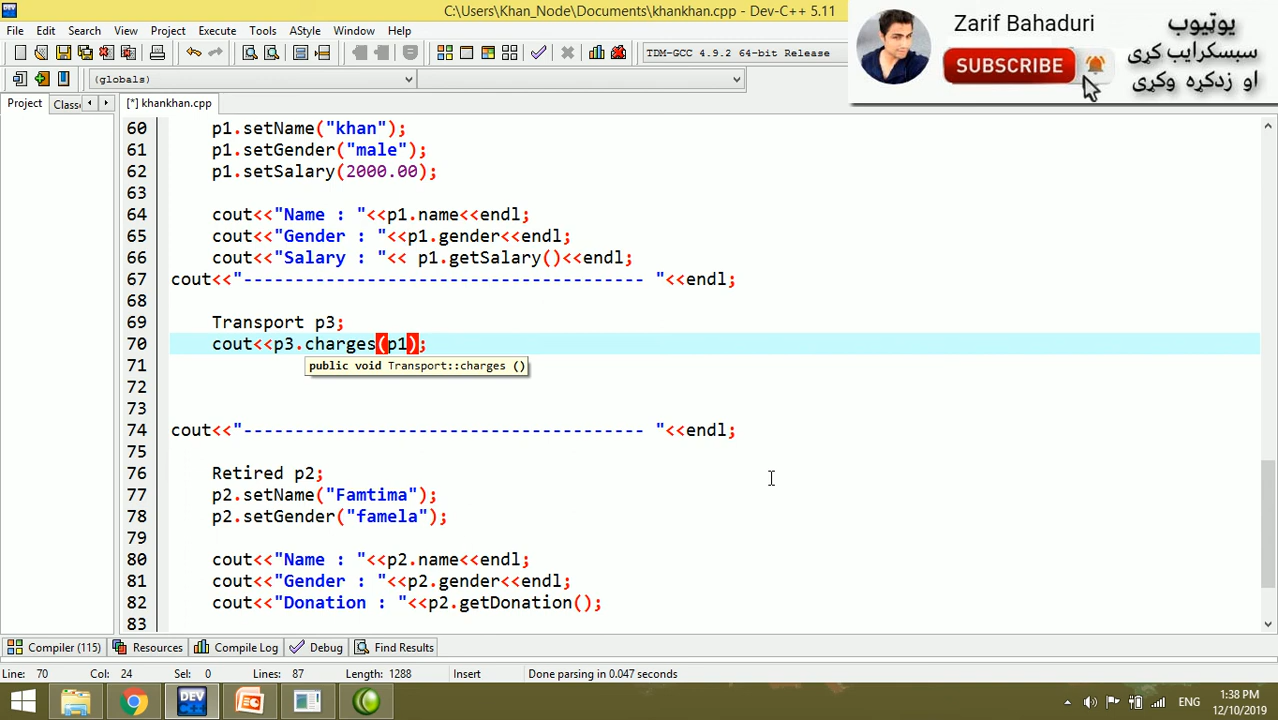 C:\Users\Khan_Node\Documents\khankhan.cpp - Dev-C++ 5.11
File Edit Search View Project Execute Tools AStyle Window Help
TDM-GCC 4.9.2 64-bit Release
(globals)
Project Classe [*] khankhan.cpp
Zarif Bahaduri
SUBSCRIBE
یوټیوب
سبسکرایب کړی
او زدکړه وکړی
60 p1.setName("khan");
61 p1.setGender("male");
62 p1.setSalary(2000.00);
63
64 cout<<"Name : "<<p1.name<<endl;
65 cout<<"Gender : "<<p1.gender<<endl;
66 cout<<"Salary : "<< p1.getSalary()<<endl;
67 cout<<"--------------------------------------- "<<endl;
68
69 Transport p3;
70 cout<<p3.charges(p1);
public void Transport::charges ()
71
72
73
74 cout<<"--------------------------------------- "<<endl;
75
76 Retired p2;
77 p2.setName("Famtima");
78 p2.setGender("famela");
79
80 cout<<"Name : "<<p2.name<<endl;
81 cout<<"Gender : "<<p2.gender<<endl;
82 cout<<"Donation : "<<p2.getDonation();
83
Compiler (115) Resources Compile Log Debug Find Results
Line: 70 Col: 24 Sel: 0 Lines: 87 Length: 1288 Insert Done parsing in 0.047 seconds
DEV C++
ENG
1:38 PM
12/10/2019